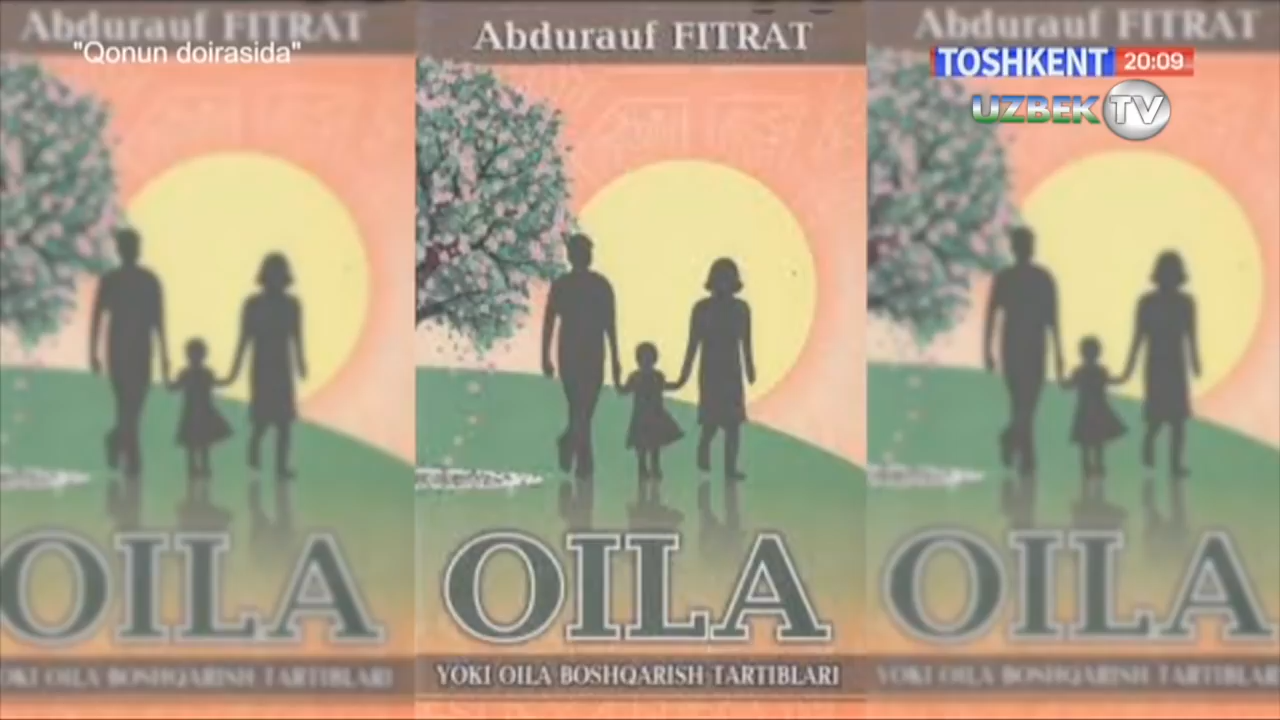 Abdurauf FITRAT
Abdurauf FITRAT
Abdurauf FITRAT
"Qonun doirasida"
TOSHKENT 20:09
UZBEK TV
OILA
OILA
OILA
OKI OILA BOSHQARISH TARTIBLARI
YOKI OILA BOSHQARISH TARTIBLARI
YOKI OILA BOSHQARISH TARTIBLARI